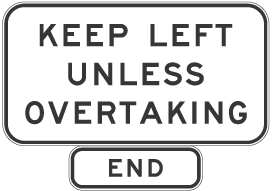 KEEP LEFT
UNLESS
OVERTAKING
END